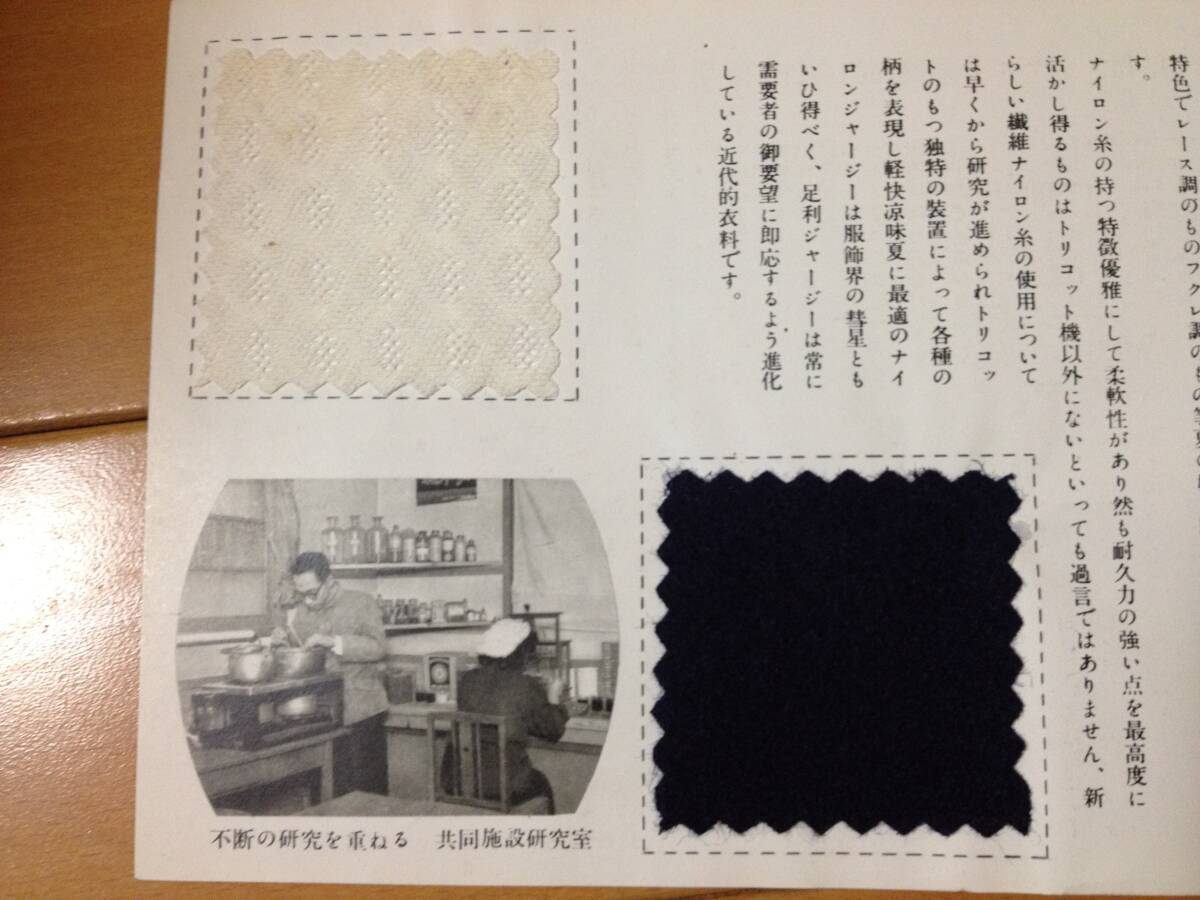 特色でレース調のものフクレ調のもの等夏の
す。
ナイロン糸の持つ特徴優雅にして柔軟性があり然も耐久力の強い点を最高度に
活かし得るものはトリコット機以外にないといっても過言ではありません、新
らしい繊維ナイロン糸の使用について
は早くから研究が進められトリコッ
トのもつ独特の裝置によって各種の
柄を表現し軽快凉味夏に最適のナイ
ロンジャージーは服飾界の彗星とも
いひ得べく、足利ジャージーは常に
需要者の御要望に即応するよう進化
している近代的衣料です。
不断の研究を重ねる 共同施設研究室